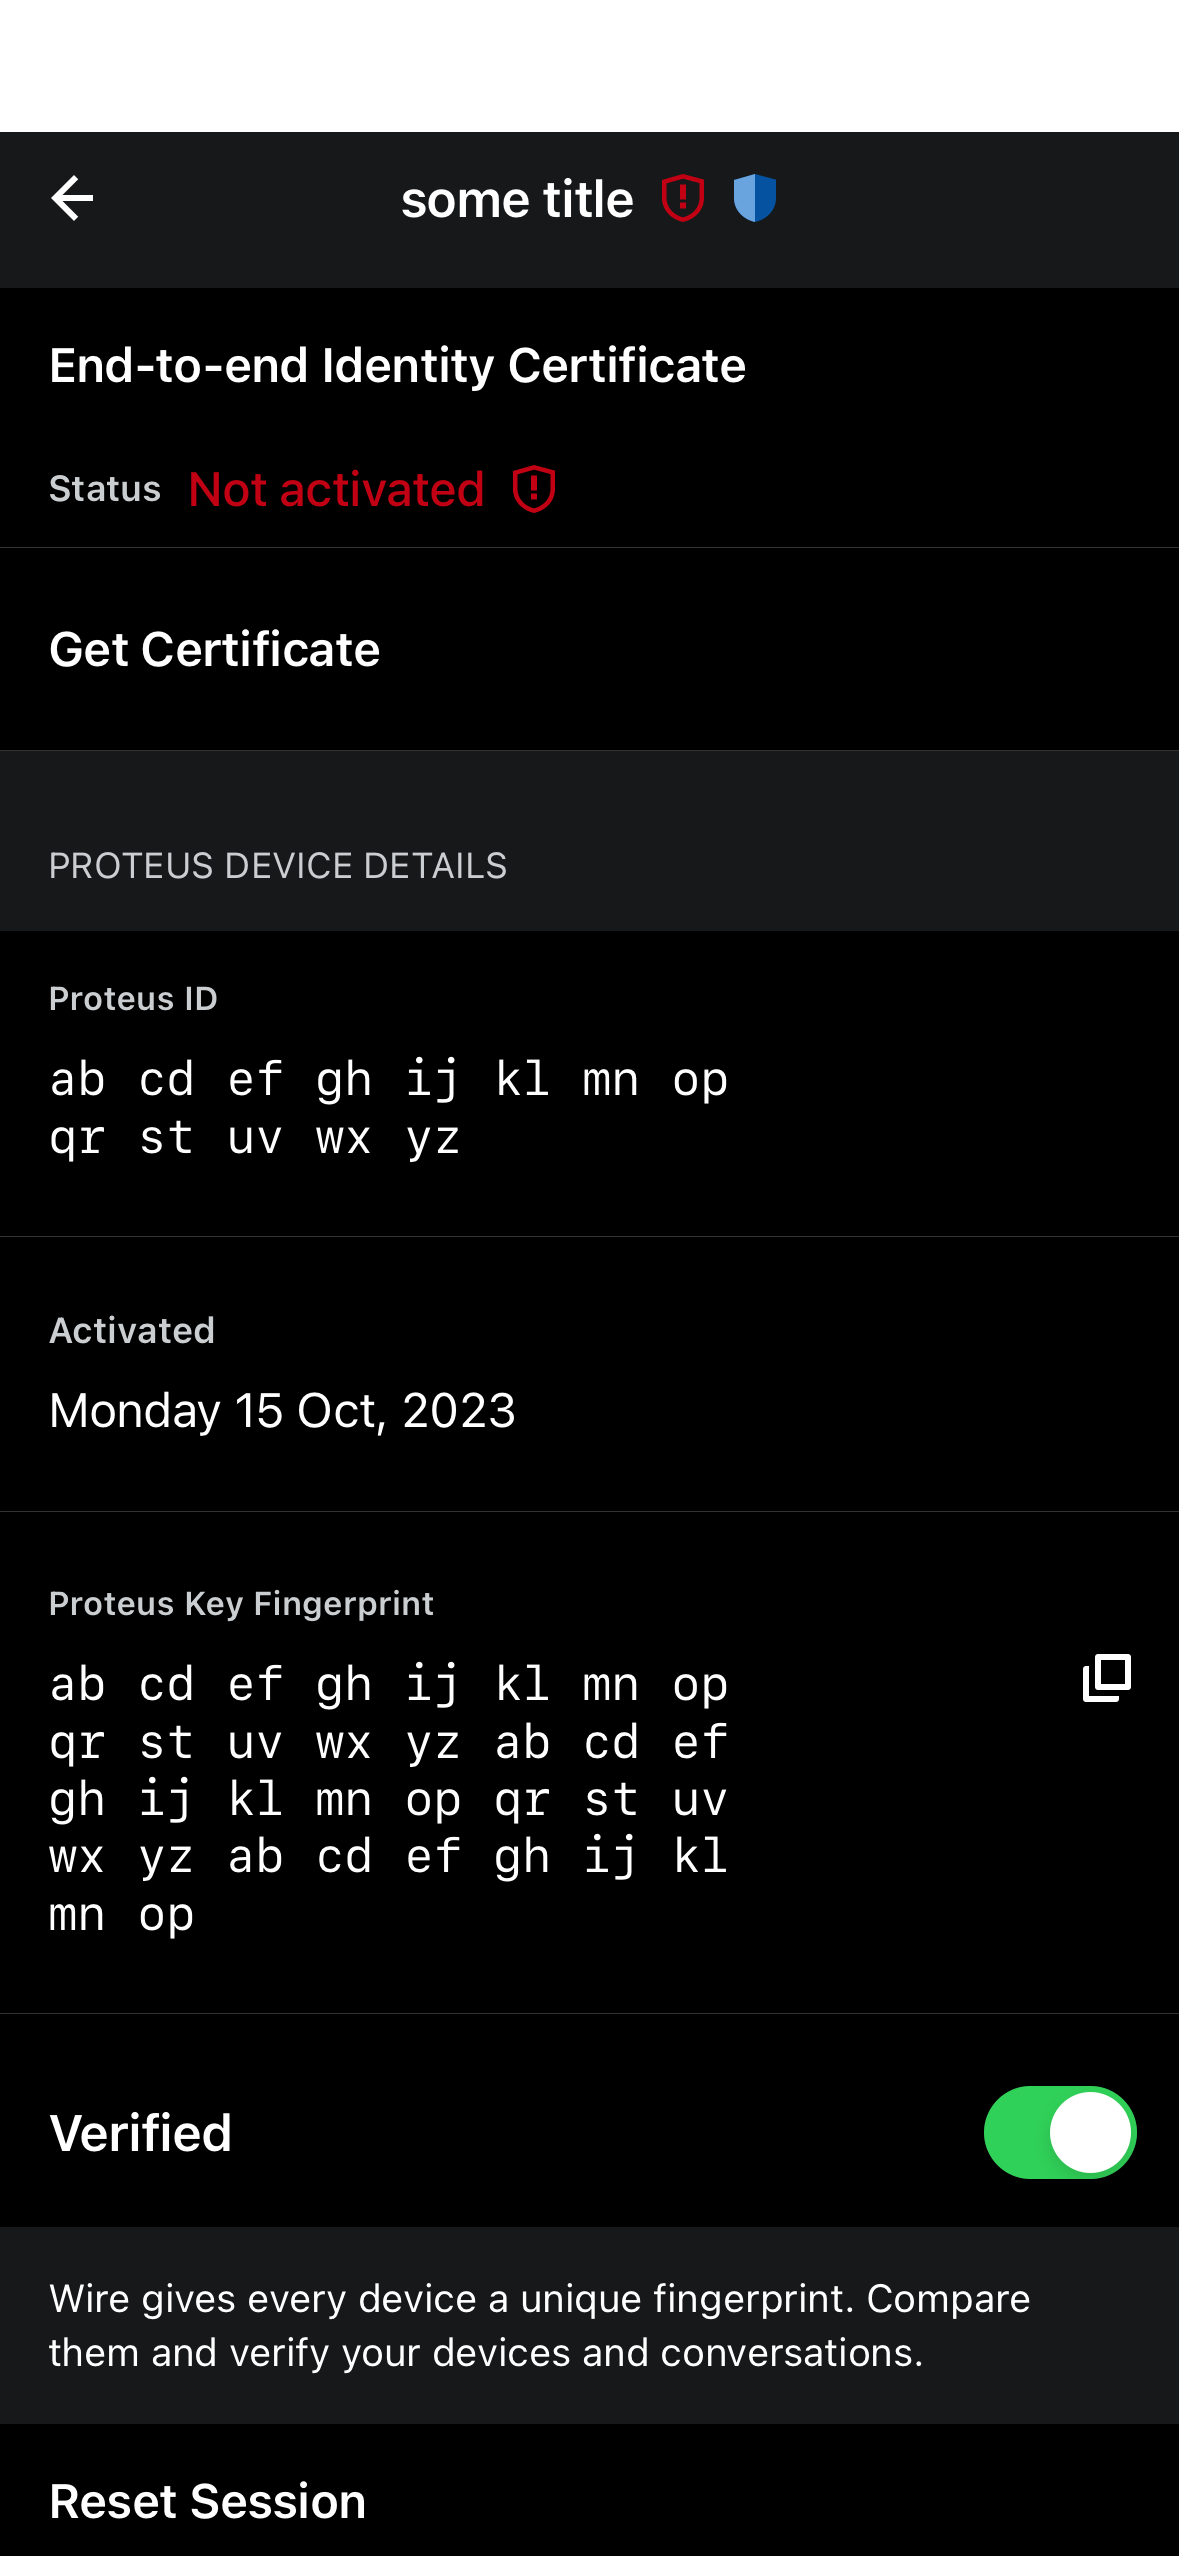 some title
End-to-end Identity Certificate
Status Not activated
Get Certificate
PROTEUS DEVICE DETAILS
Proteus ID
ab cd ef gh ij kl mn op
qr st uv wx yz
Activated
Monday 15 Oct, 2023
Proteus Key Fingerprint
ab cd ef gh ij kl mn op
qr st uv wx yz ab cd ef
gh ij kl mn op qr st uv
wx yz ab cd ef gh ij kl
mn op
Verified
Wire gives every device a unique fingerprint. Compare
them and verify your devices and conversations.
Reset Session